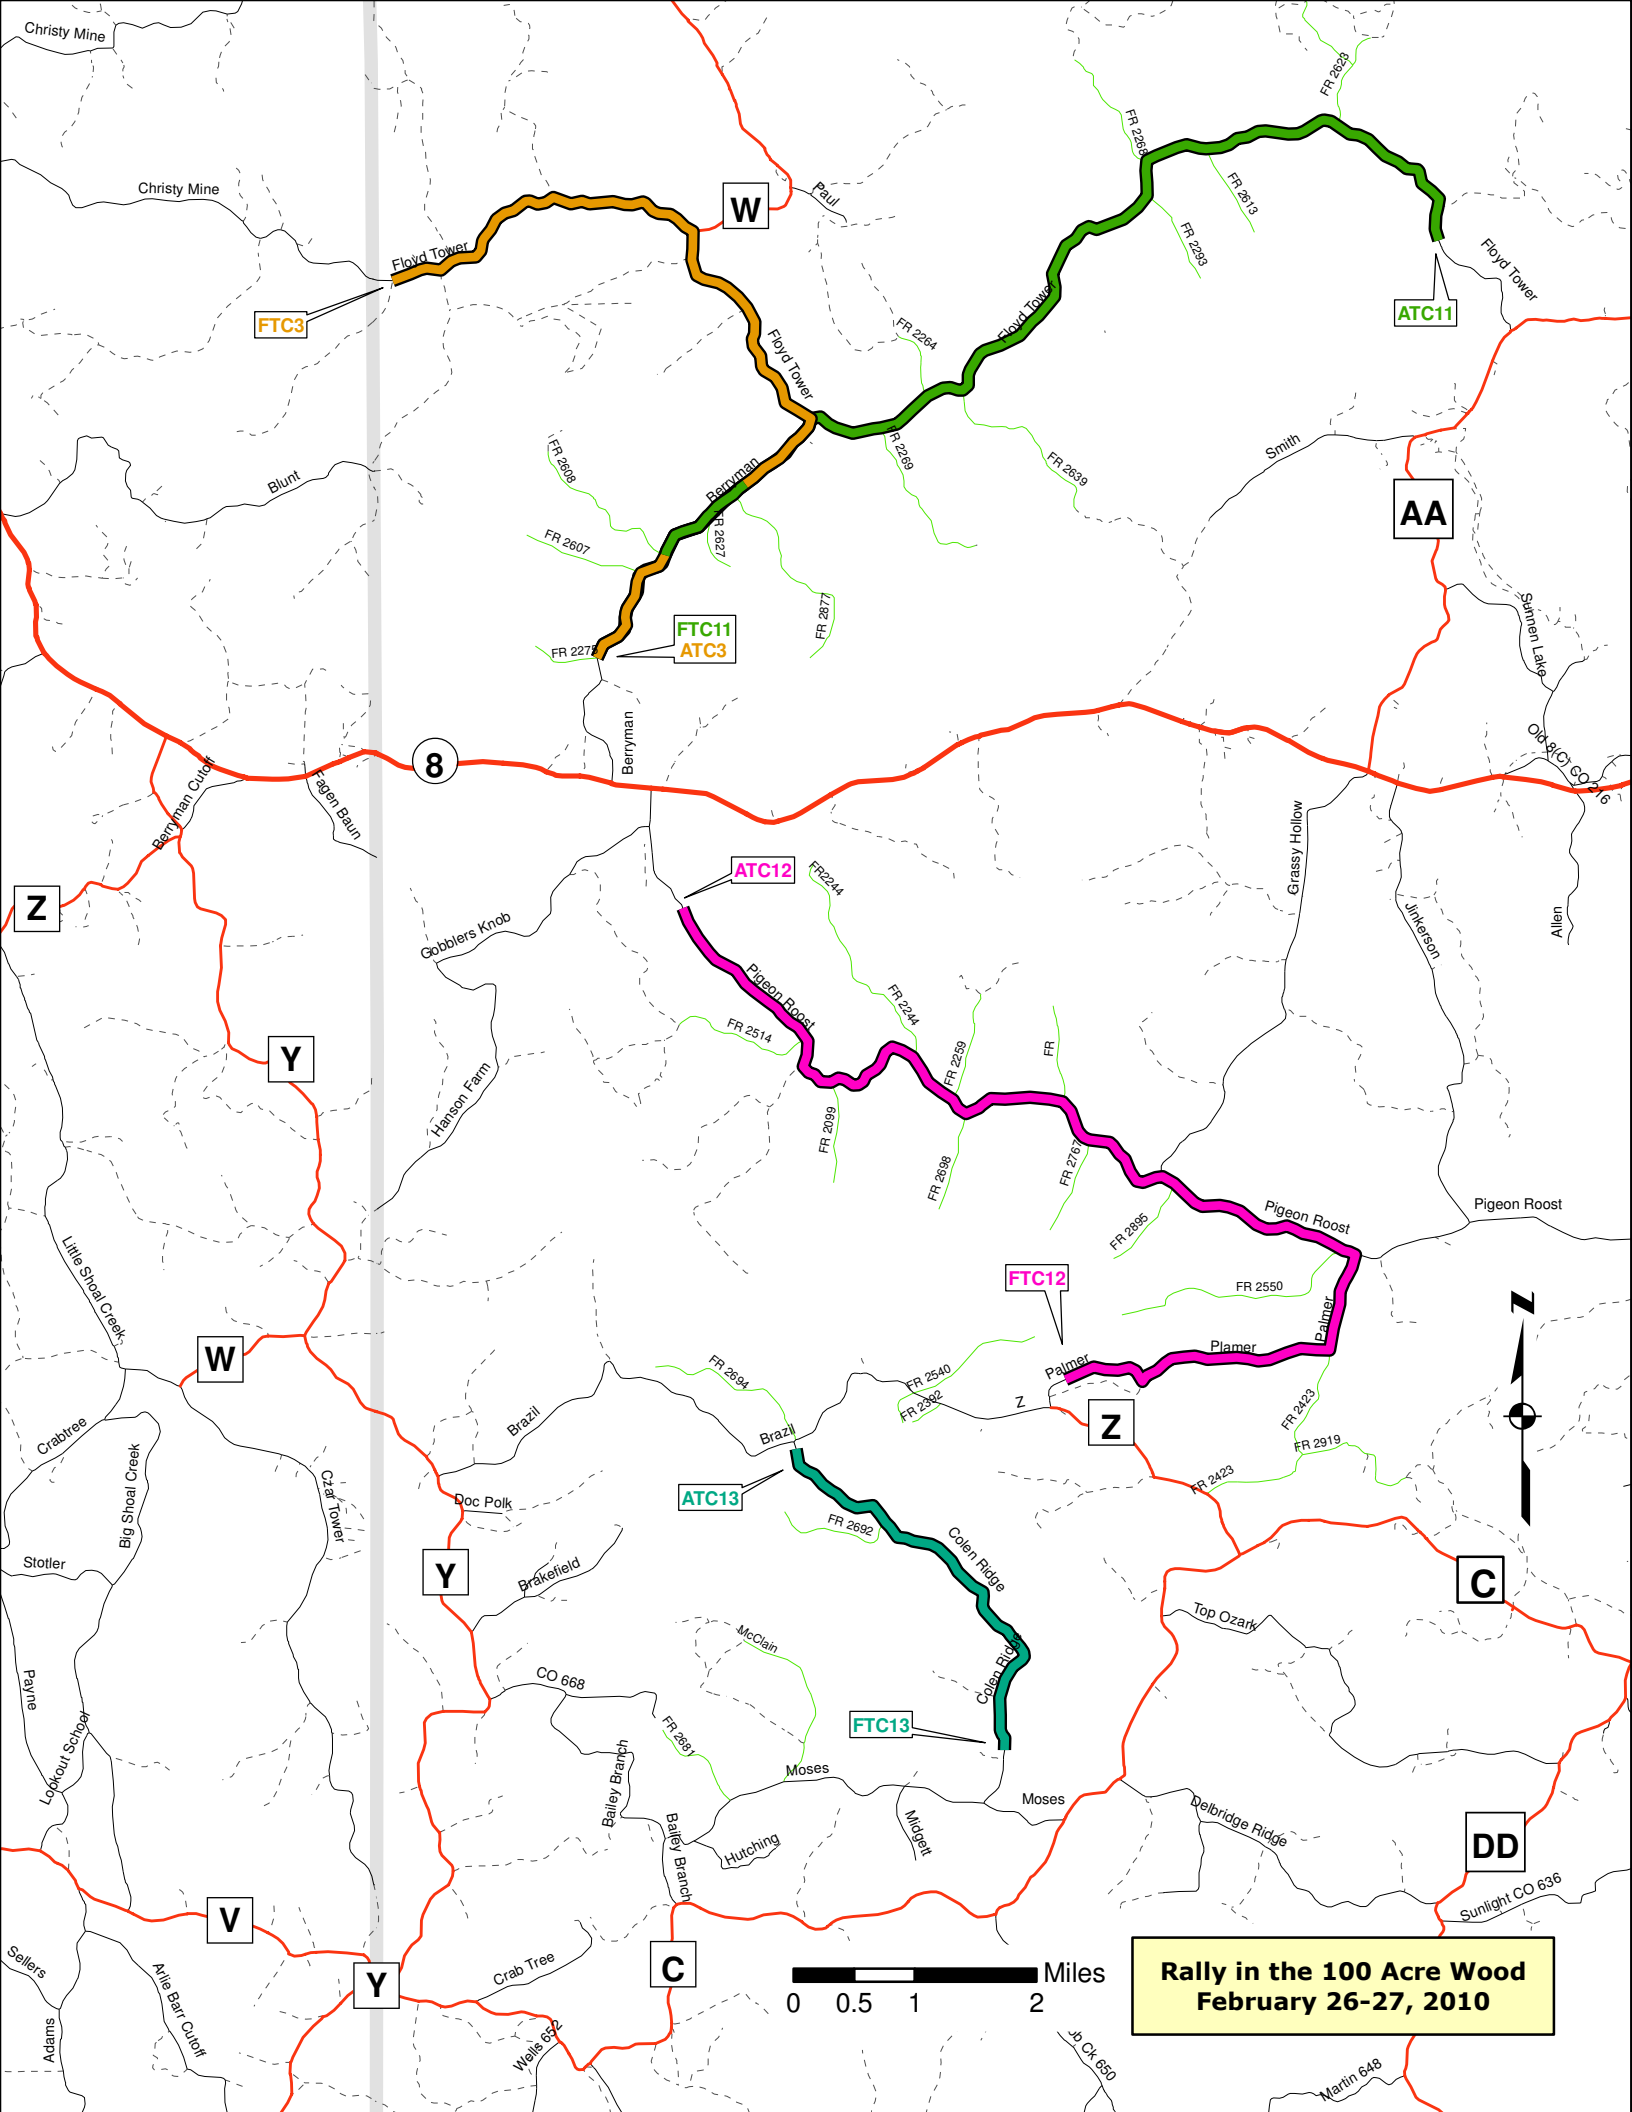 Christy Mine
FR 2623
FR 2268
Christy Mine
W
Paul
FR 2613
FR 2293
Floyd Tower
Floyd Tower
FTC3
ATC11
Floyd Tower
FR 2264
Floyd Tower
Smith
FR 2269
FR 2639
FR 2608
Blunt
Berryman
AA
FR 2607
FR 2627
FR 2877
Sunnen Lake
FTC11
ATC3
FR 2275
Berryman
8
Old 8(C) CO 216
Berryman Cutoff
Fagen Baun
Grassy Hollow
ATC12
FR2244
Z
Jinkerson
Allen
Gobblers Knob
Pigeon Roost
FR 2244
FR 2514
FR 2259
FR
Y
Hanson Farm
FR 2099
FR 2698
FR 2767
FR 2895
Pigeon Roost
Pigeon Roost
Little Shoal Creek
FTC12
FR 2550
Palmer
N
W
Plamer
Palmer
FR 2694
FR 2540
FR 2392
Z
Z
FR 2423
Crabtree
Brazil
Brazil
FR 2919
FR 2423
Big Shoal Creek
Czar Tower
Doc Polk
ATC13
FR 2692
Colen Ridge
Stotler
Y
Brakefield
C
Top Ozark
McClain
Colen Ridge
Payne
CO 668
FTC13
FR 2681
Lookout School
Bailey Branch
Moses
Moses
Delbridge Ridge
Midgett
Hutching
Bailey Branch
DD
Sunlight CO 636
V
Sellers
Arlie Barr Cutoff
Y
Crab Tree
C
Miles
0 0.5 1 2
Rally in the 100 Acre Wood
February 26-27, 2010
Adams
Wells 652
Ck 650
Martin 648